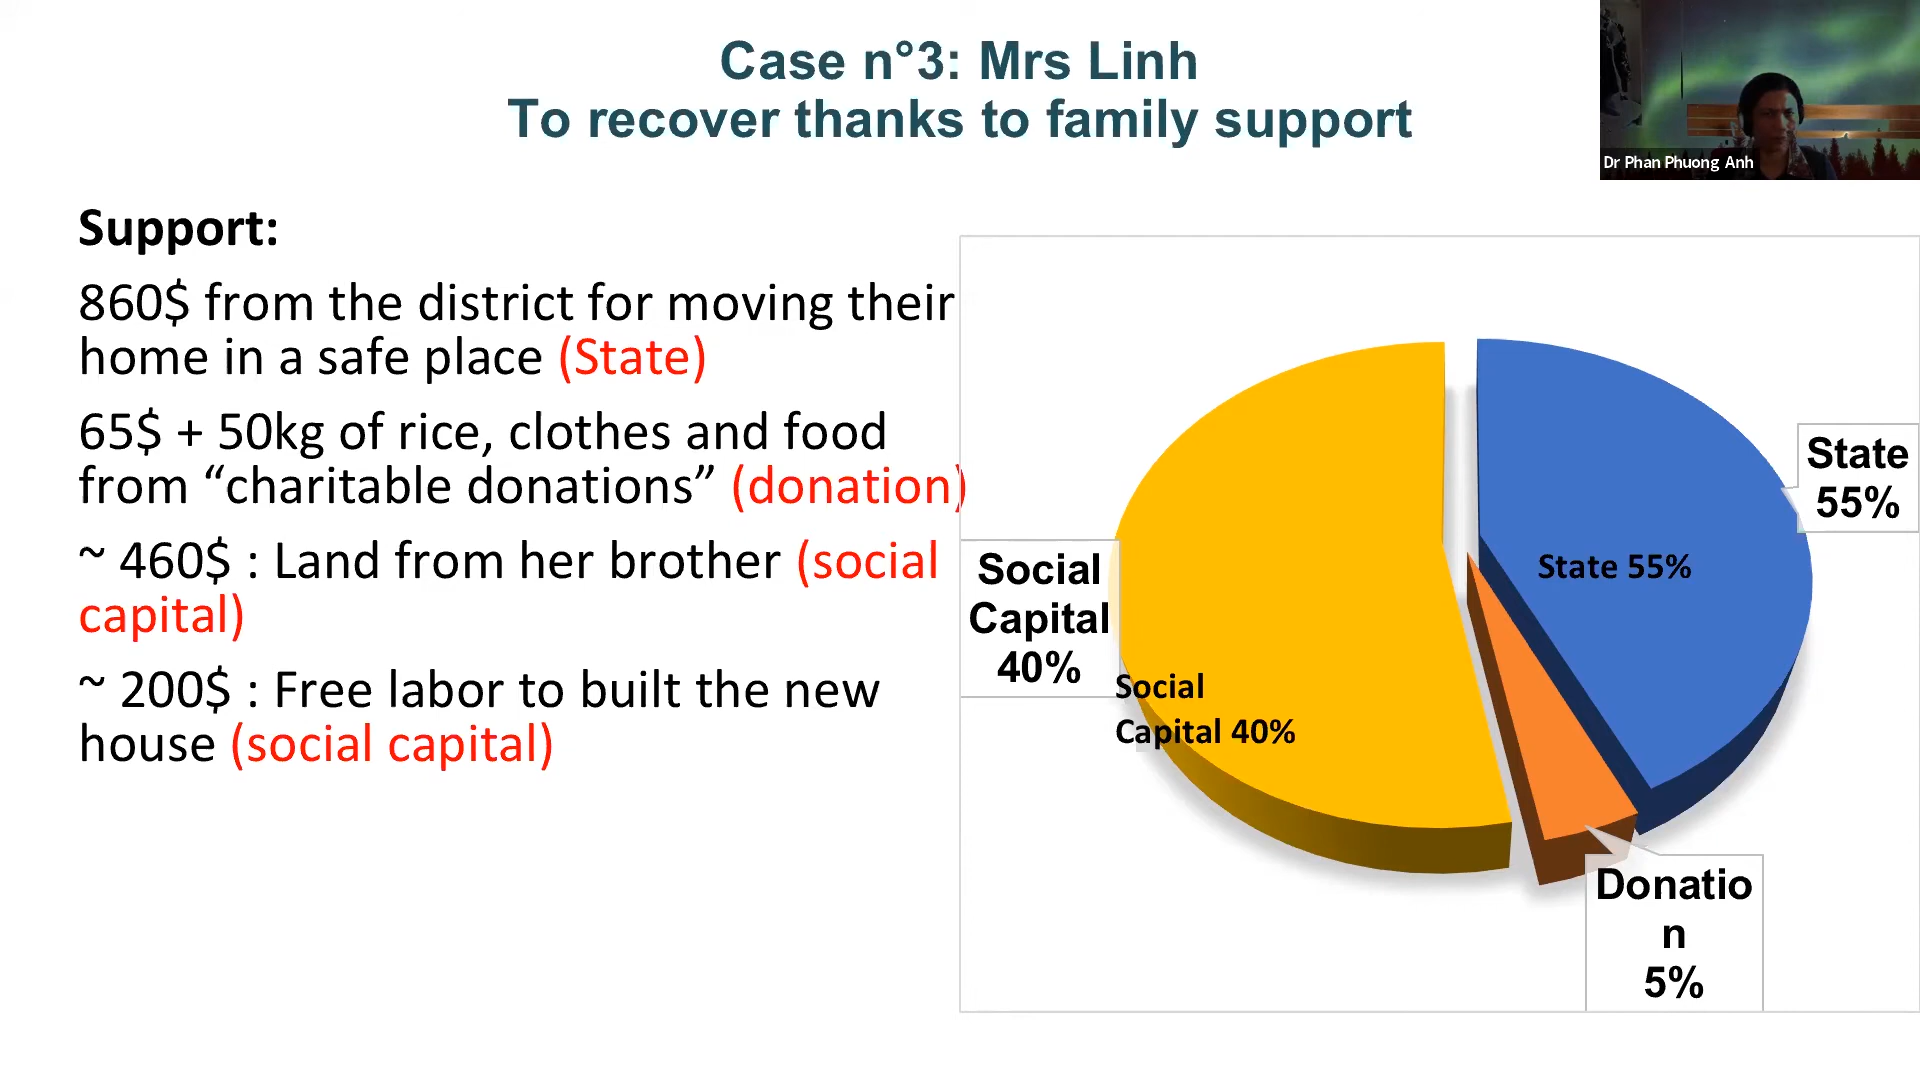 Case n°3: Mrs Linh
To recover thanks to family support
Dr Phan Phuong Anh
Support:
860$ from the district for moving their
home in a safe place (State)
65$ + 50kg of rice, clothes and food
from “charitable donations” (donation)
~ 460$ : Land from her brother (social
capital)
~ 200$ : Free labor to built the new
house (social capital)
State
55%
State 55%
Social
Capital
40%
Social
Capital 40%
Donatio
n
5%